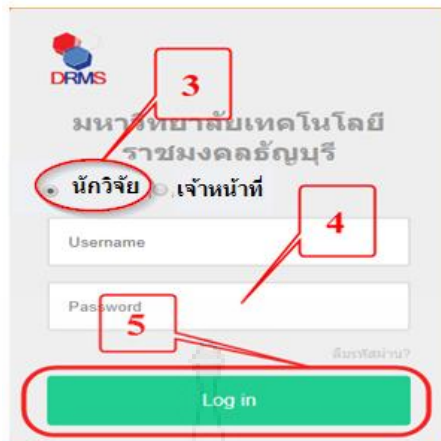 DRMS
3
มหาวิทยาลัยเทคโนโลยี
ราชมงคลธัญบุรี
นักวิจัย เจ้าหน้าที่
4
Username
Password
5
ลืมรหัสผ่าน?
Log in